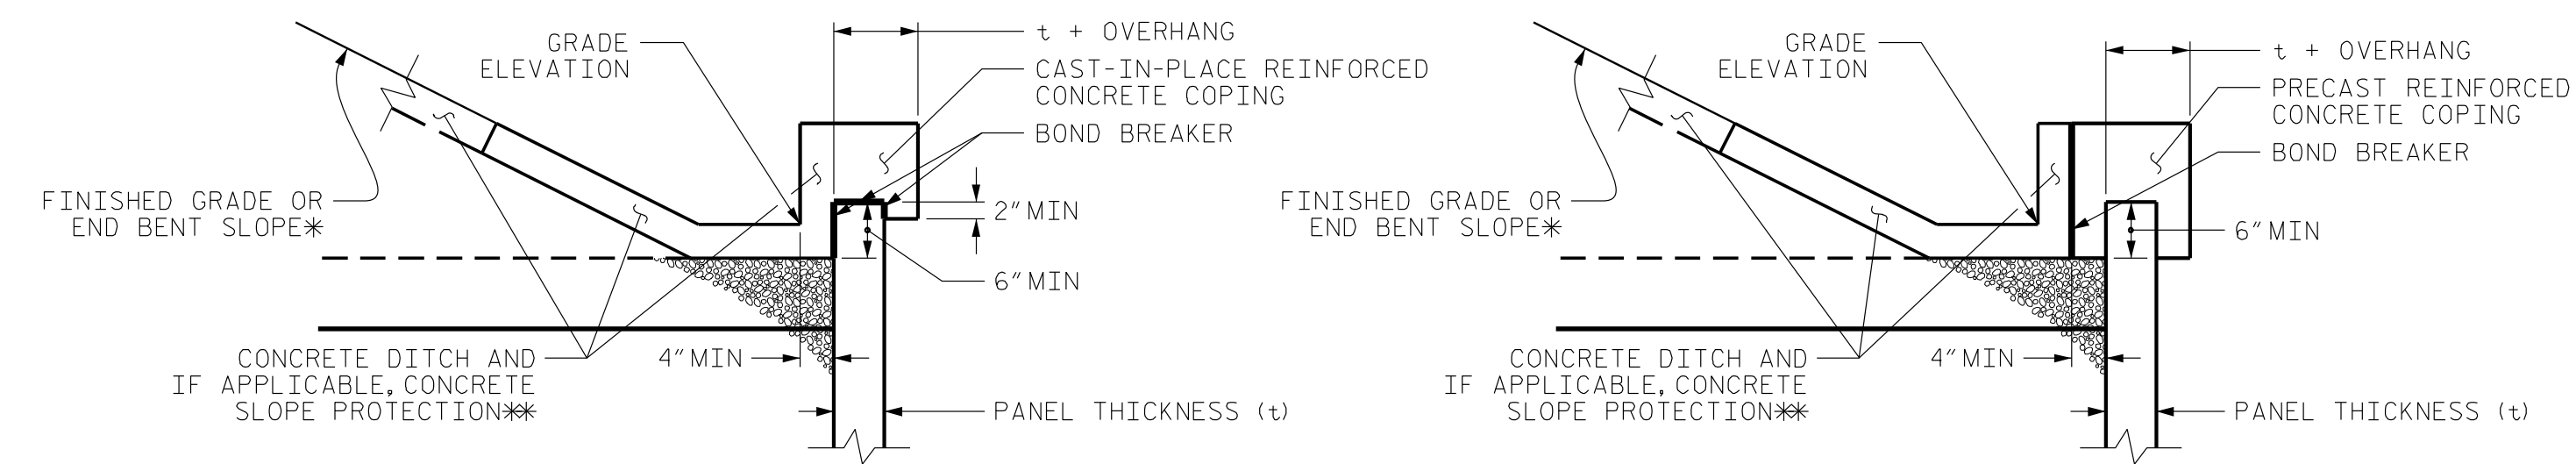 GRADE
ELEVATION
t + OVERHANG
CAST-IN-PLACE REINFORCED
CONCRETE COPING
BOND BREAKER
FINISHED GRADE OR
END BENT SLOPE*
2" MIN
6" MIN
CONCRETE DITCH AND
IF APPLICABLE, CONCRETE
SLOPE PROTECTION**
4" MIN
PANEL THICKNESS (t)
GRADE
ELEVATION
t + OVERHANG
PRECAST REINFORCED
CONCRETE COPING
BOND BREAKER
FINISHED GRADE OR
END BENT SLOPE*
6" MIN
CONCRETE DITCH AND
IF APPLICABLE, CONCRETE
SLOPE PROTECTION**
4" MIN
PANEL THICKNESS (t)